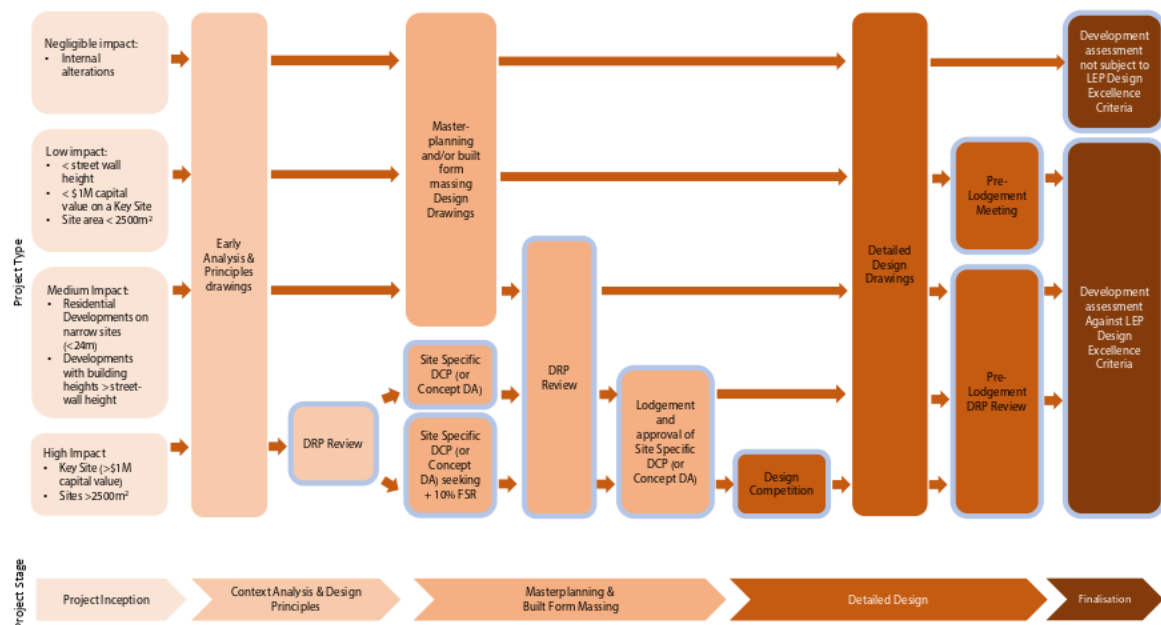 Project Type
Negligible impact:
• Internal
alterations
Low impact:
• < street wall
height
• < $1M capital
value on a Key Site
• Site area < 2500m²
Medium Impact:
• Residential
Developments on
narrow sites
(<24m)
• Developments
with building
heights >street-
wall height
High Impact
• Key Site (>$1M
capital value)
• Sites >2500m²
Early
Analysis &
Principles
drawings
DRP Review
Master-
planning
and/or built
form
massing
Design
Drawings
Site Specific
DCP (or
Concept DA)
Site Specific
DCP (or
Concept
DA) seeking
+ 10% FSR
DRP
Review
Lodgement
and
approval of
Site Specific
DCP (or
Concept DA)
Design
Competition
Detailed
Design
Drawings
Pre-
Lodgement
Meeting
Pre-
Lodgement
DRP Review
Development
assessment
not subject to
LEP Design
Excellence
Criteria
Development
assessment
Against LEP
Design
Excellence
Criteria
Project Stage
Project Inception
Context Analysis & Design
Principles
Masterplanning &
Built Form Massing
Detailed Design
Finalisation